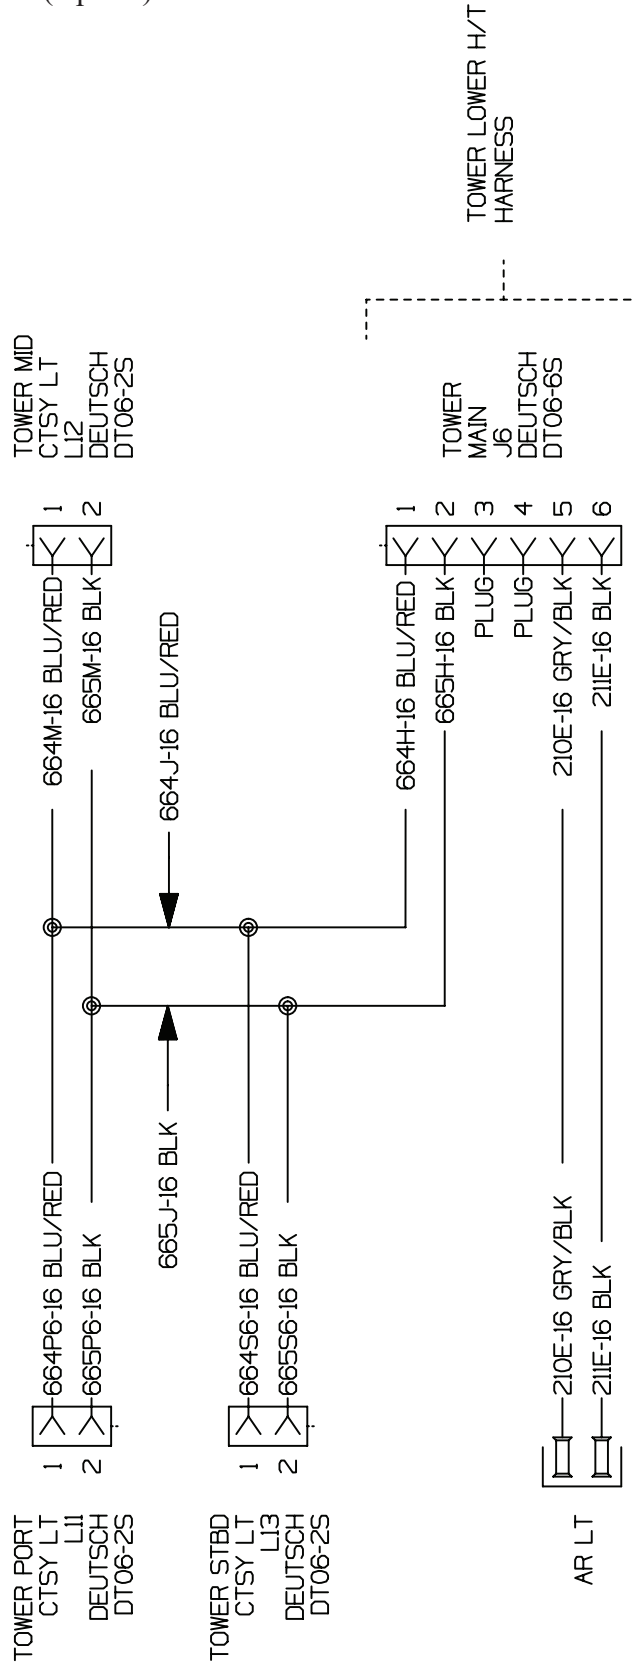 TOWER LOWER H/T
HARNESS
TOWER MID
CTSY LT
L12
DEUTSCH
DT06-2S
1
2
664M-16 BLU/RED
665M-16 BLK
TOWER
MAIN
J6
DEUTSCH
DT06-6S
1
2
3
4
5
6
664H-16 BLU/RED
665H-16 BLK
PLUG
PLUG
210E-16 GRY/BLK
211E-16 BLK
664J-16 BLU/RED
665J-16 BLK
664P6-16 BLU/RED
665P6-16 BLK
1
2
TOWER PORT
CTSY LT
L11
DEUTSCH
DT06-2S
664S6-16 BLU/RED
665S6-16 BLK
1
2
TOWER STBD
CTSY LT
L13
DEUTSCH
DT06-2S
210E-16 GRY/BLK
211E-16 BLK
AR LT